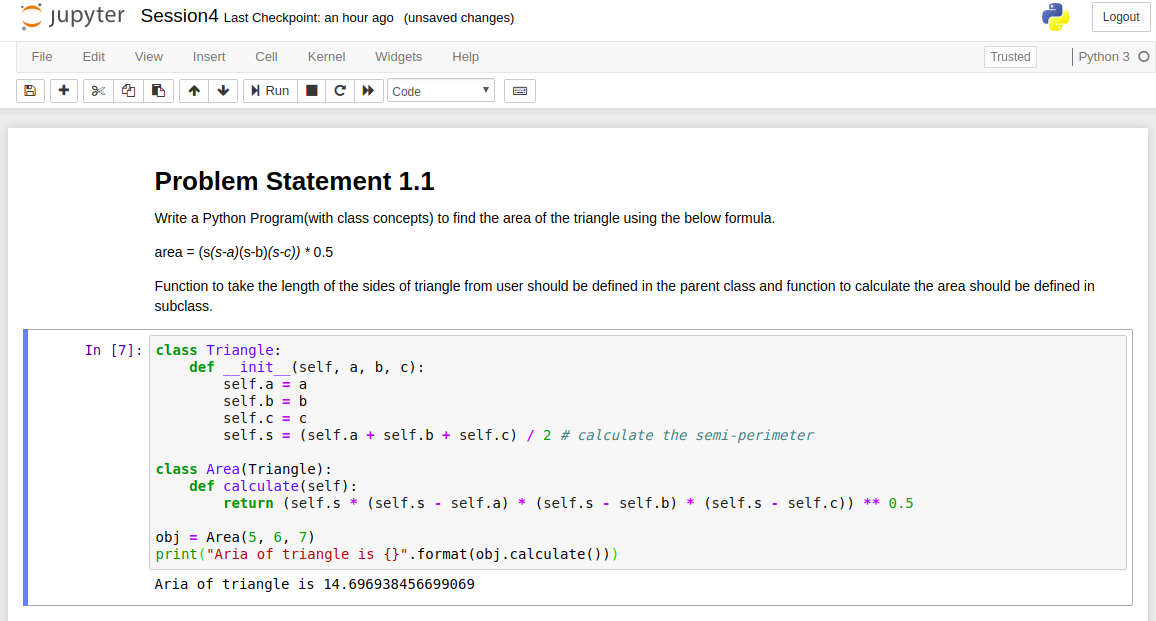 jupyter Session4 Last Checkpoint: an hour ago (unsaved changes) Logout
File Edit View Insert Cell Kernel Widgets Help Trusted Python 3
Run Code
Problem Statement 1.1
Write a Python Program(with class concepts) to find the area of the triangle using the below formula.
area = (s(s-a)(s-b)(s-c)) * 0.5
Function to take the length of the sides of triangle from user should be defined in the parent class and function to calculate the area should be defined in
subclass.
In [7]: class Triangle:
    def __init__(self, a, b, c):
        self.a = a
        self.b = b
        self.c = c
        self.s = (self.a + self.b + self.c) / 2 # calculate the semi-perimeter
class Area(Triangle):
    def calculate(self):
        return (self.s * (self.s - self.a) * (self.s - self.b) * (self.s - self.c)) ** 0.5
obj = Area(5, 6, 7)
print("Aria of triangle is {}".format(obj.calculate()))
Aria of triangle is 14.696938456699069